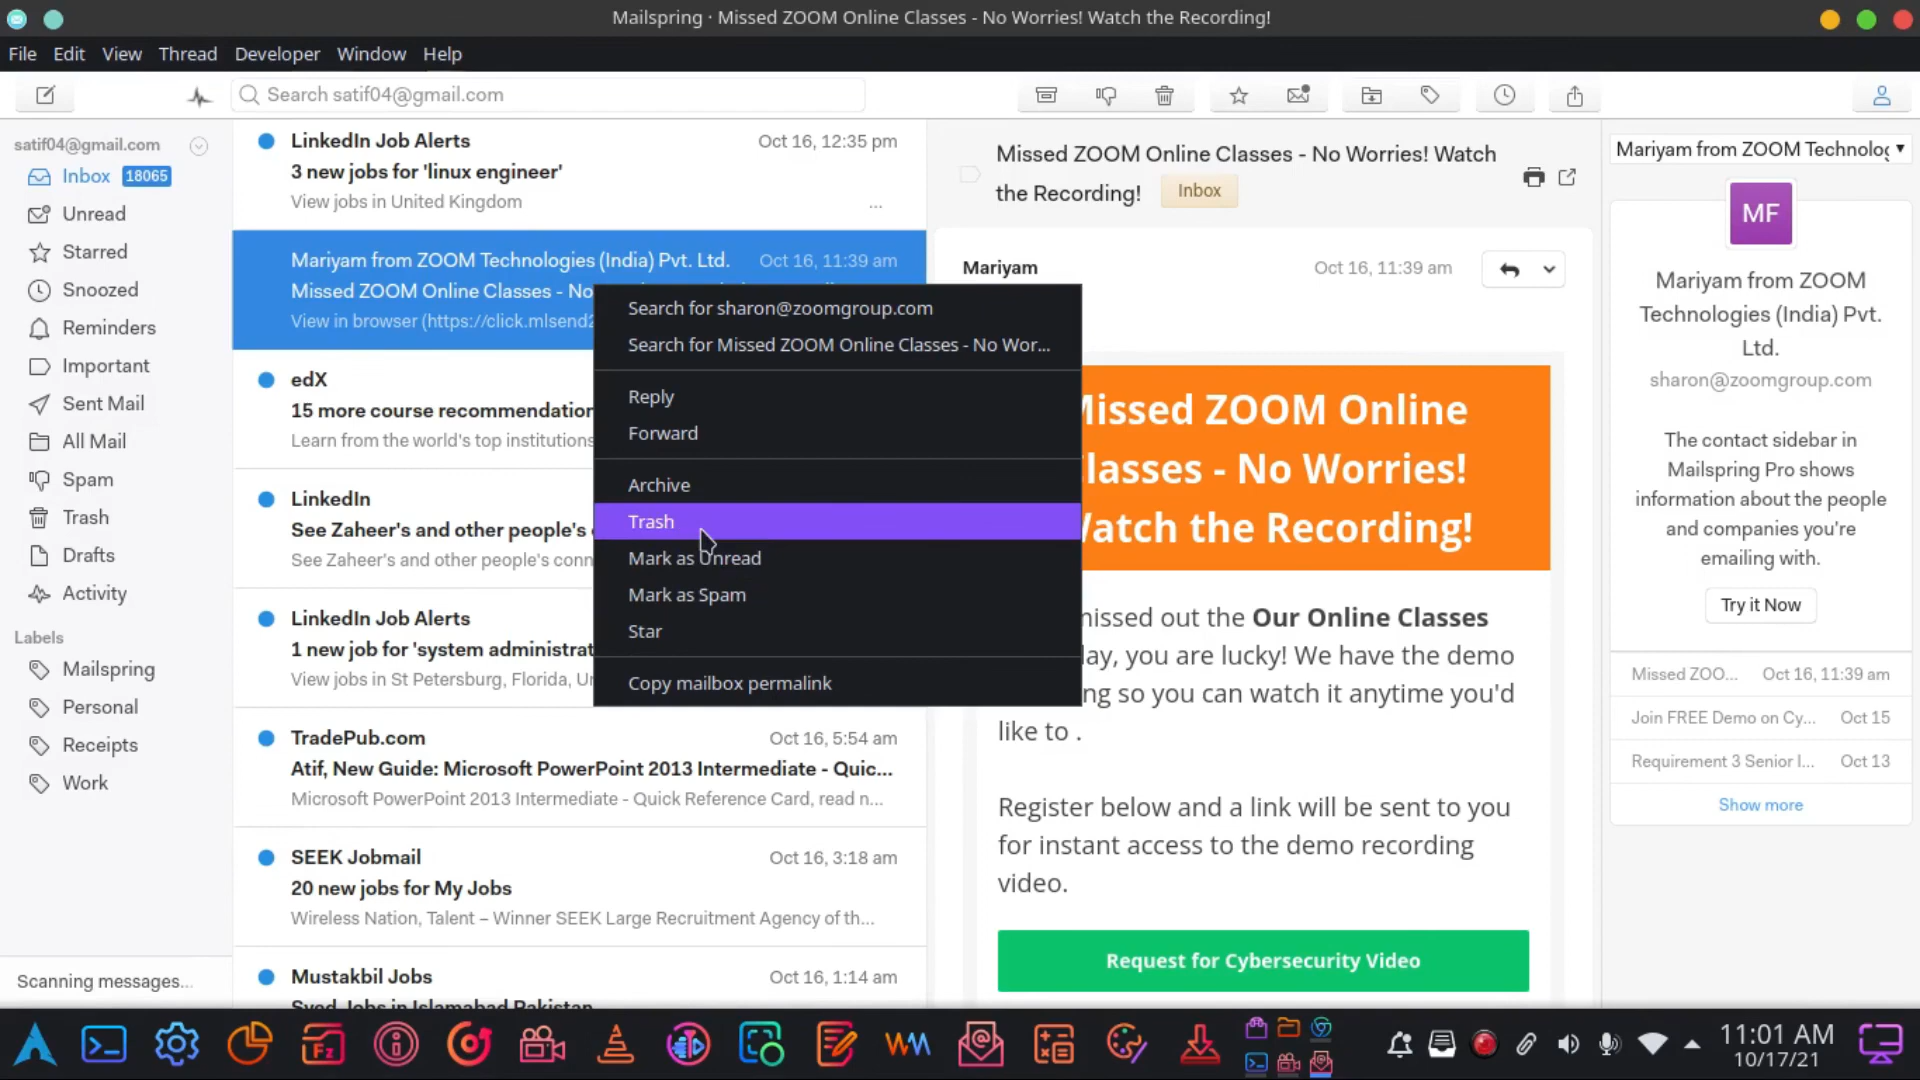 Mailspring · Missed ZOOM Online Classes - No Worries! Watch the Recording!
File Edit View Thread Developer Window Help
Search satif04@gmail.com
satif04@gmail.com
Inbox 18065
Unread
Starred
Snoozed
Reminders
Important
Sent Mail
All Mail
Spam
Trash
Drafts
Activity
Labels
Mailspring
Personal
Receipts
Work
Scanning messages...
LinkedIn Job Alerts Oct 16, 12:35 pm
3 new jobs for 'linux engineer'
View jobs in United Kingdom ...
Mariyam from ZOOM Technologies (India) Pvt. Ltd. Oct 16, 11:39 am
Missed ZOOM Online Classes - No
View in browser (https://click.mlsend2
edX
15 more course recommendation
Learn from the world's top institutions
LinkedIn
See Zaheer's and other people's
See Zaheer's and other people's conn
LinkedIn Job Alerts
1 new job for 'system administrat
View jobs in St Petersburg, Florida, Un
TradePub.com Oct 16, 5:54 am
Atif, New Guide: Microsoft PowerPoint 2013 Intermediate - Quic...
Microsoft PowerPoint 2013 Intermediate - Quick Reference Card, read n...
SEEK Jobmail Oct 16, 3:18 am
20 new jobs for My Jobs
Wireless Nation, Talent – Winner SEEK Large Recruitment Agency of th...
Mustakbil Jobs Oct 16, 1:14 am
Syed, Jobs in Islamabad Pakistan
Search for sharon@zoomgroup.com
Search for Missed ZOOM Online Classes - No Wor...
Reply
Forward
Archive
Trash
Mark as Unread
Mark as Spam
Star
Copy mailbox permalink
Missed ZOOM Online Classes - No Worries! Watch
the Recording! Inbox
Mariyam Oct 16, 11:39 am
Missed ZOOM Online
lasses - No Worries!
Watch the Recording!
missed out the Our Online Classes
ay, you are lucky! We have the demo
ng so you can watch it anytime you'd
like to .
Register below and a link will be sent to you
for instant access to the demo recording
video.
Request for Cybersecurity Video
Mariyam from ZOOM Technolog
MF
Mariyam from ZOOM
Technologies (India) Pvt.
Ltd.
sharon@zoomgroup.com
The contact sidebar in
Mailspring Pro shows
information about the people
and companies you're
emailing with.
Try it Now
Missed ZOO... Oct 16, 11:39 am
Join FREE Demo on Cy... Oct 15
Requirement 3 Senior I... Oct 13
Show more
Fz
11:01 AM
10/17/21